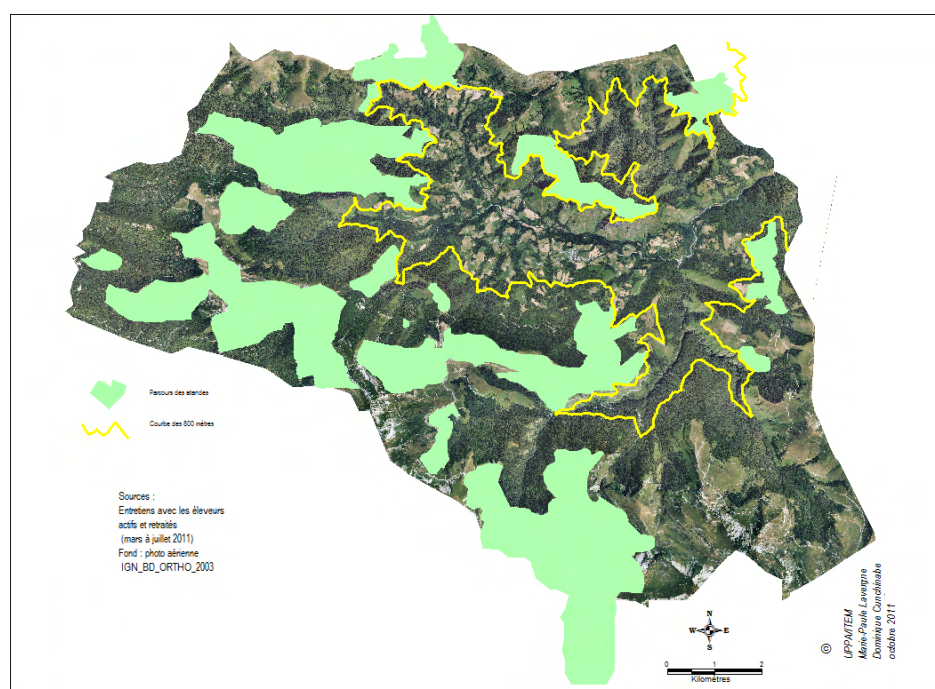 Parcours des atandes
Courbe des 800 mètres
Sources :
Entretiens avec les éleveurs
actifs et retraités
(mars à juillet 2011)
Fond : photo aérienne
IGN_BD_ORTHO_2003
N
W E
S
0 1 2
Kilomètres
©
UPPA/ITEM
Marie-Paule Lavergne
Dominique Cunchinabe
octobre 2011